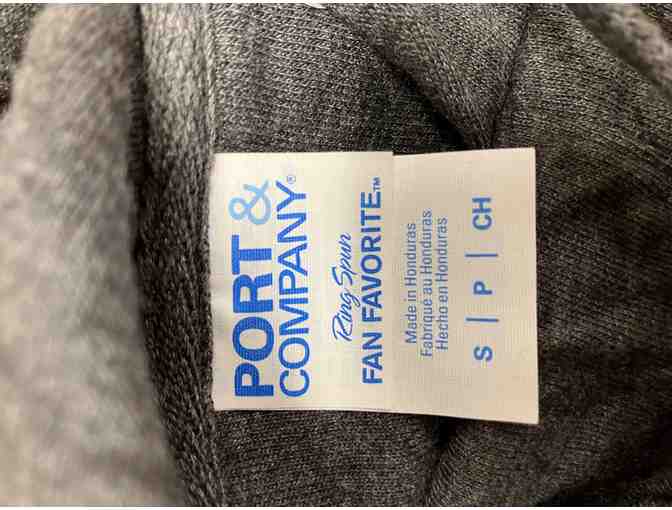 PORT &
COMPANY®
Ring Spun
FAN FAVORITE™
Made in Honduras
Fabriqué au Honduras
Hecho en Honduras
S | P | CH